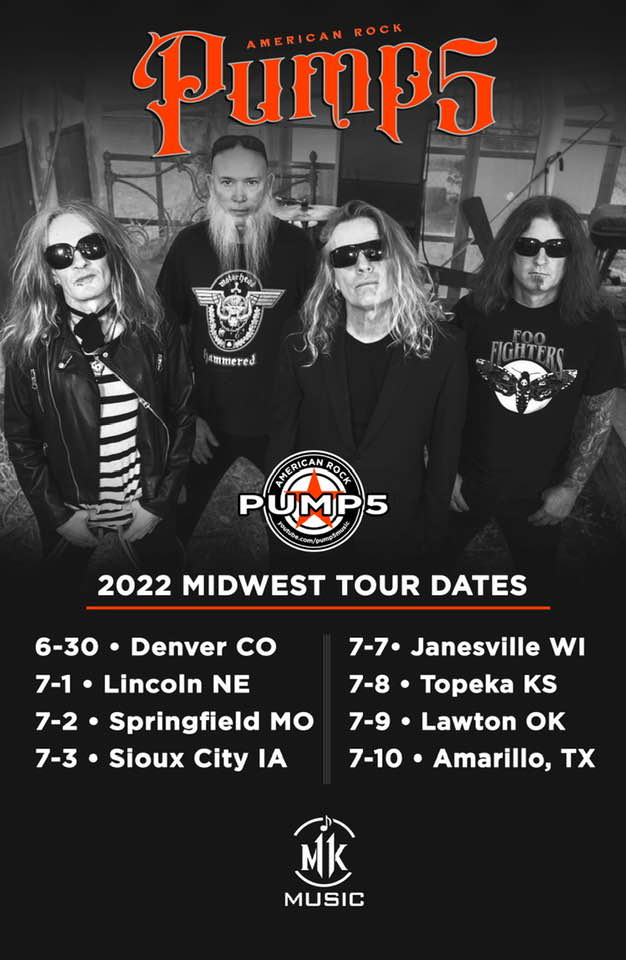 AMERICAN ROCK
Pump5
Motörhead
Hammered
FOO
FIGHTERS
AMERICAN ROCK
PUMP5
youtube.com/pump5music
2022 MIDWEST TOUR DATES
6-30 • Denver CO
7-1 • Lincoln NE
7-2 • Springfield MO
7-3 • Sioux City IA
7-7• Janesville WI
7-8 • Topeka KS
7-9 • Lawton OK
7-10 • Amarillo, TX
MK
MUSIC